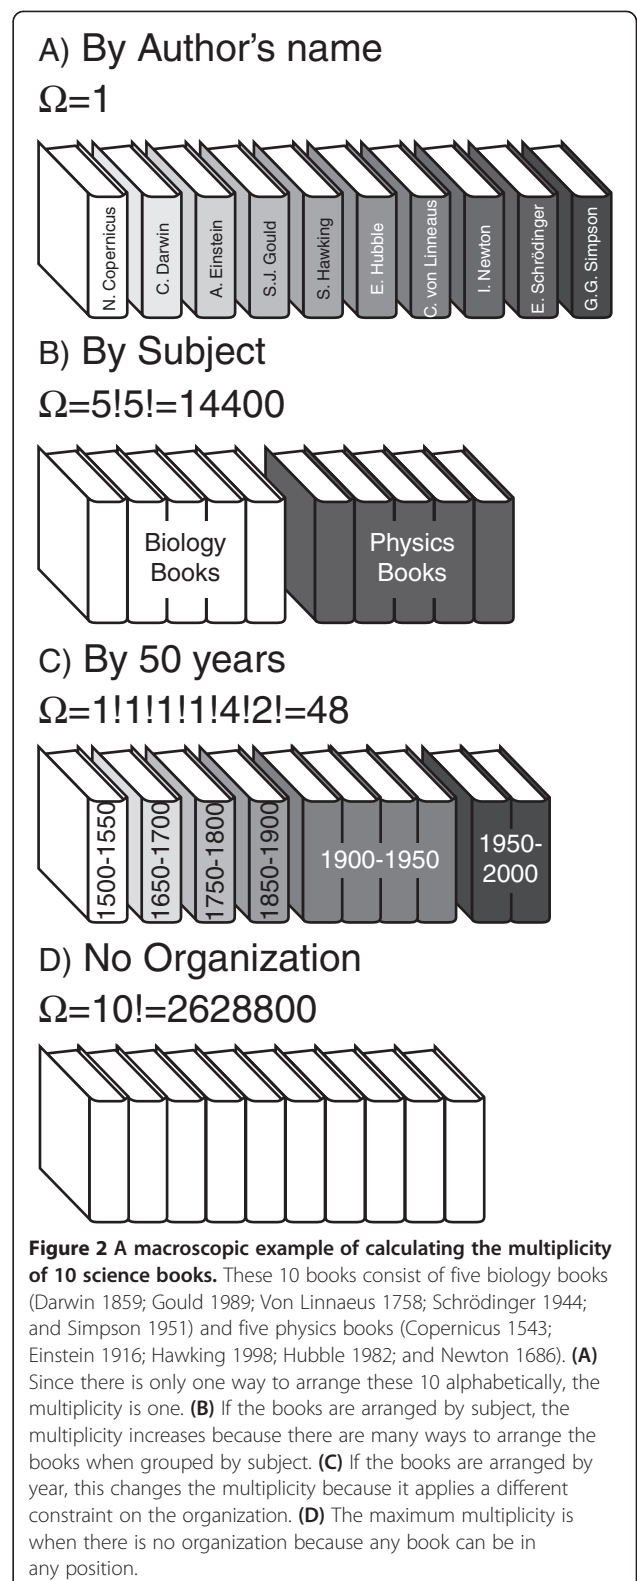 A) By Author's name
Ω=1
N. Copernicus
C. Darwin
A. Einstein
S.J. Gould
S. Hawking
E. Hubble
C. von Linneaus
I. Newton
E. Schrödinger
G.G. Simpson
B) By Subject
Ω=5!5!=14400
Biology
Books
Physics
Books
C) By 50 years
Ω=1!1!1!1!4!2!=48
1500-1550
1650-1700
1750-1800
1850-1900
1900-1950
1950-
2000
D) No Organization
Ω=10!=2628800
Figure 2 A macroscopic example of calculating the multiplicity
of 10 science books. These 10 books consist of five biology books
(Darwin 1859; Gould 1989; Von Linnaeus 1758; Schrödinger 1944;
and Simpson 1951) and five physics books (Copernicus 1543;
Einstein 1916; Hawking 1998; Hubble 1982; and Newton 1686). (A)
Since there is only one way to arrange these 10 alphabetically, the
multiplicity is one. (B) If the books are arranged by subject, the
multiplicity increases because there are many ways to arrange the
books when grouped by subject. (C) If the books are arranged by
year, this changes the multiplicity because it applies a different
constraint on the organization. (D) The maximum multiplicity is
when there is no organization because any book can be in
any position.